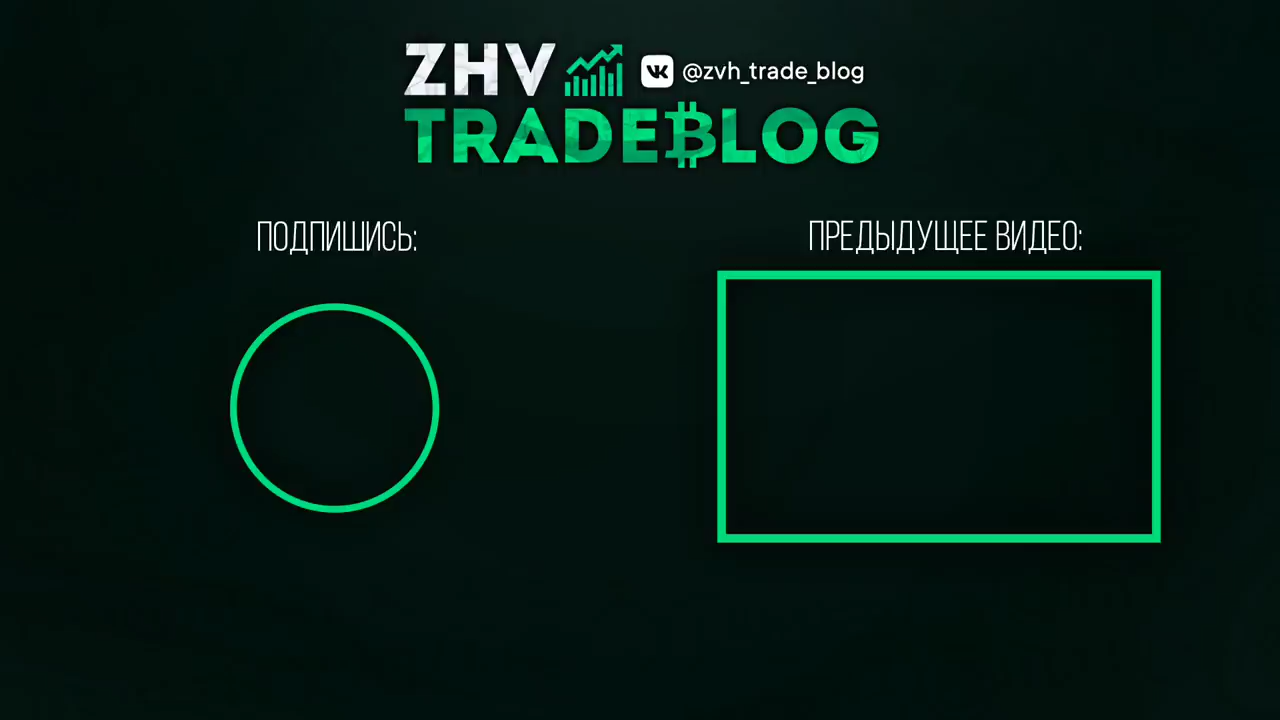 ZHV
@zvh_trade_blog
TRADEBLOG
ПОДПИШИСЬ:
ПРЕДЫДУЩЕЕ ВИДЕО: